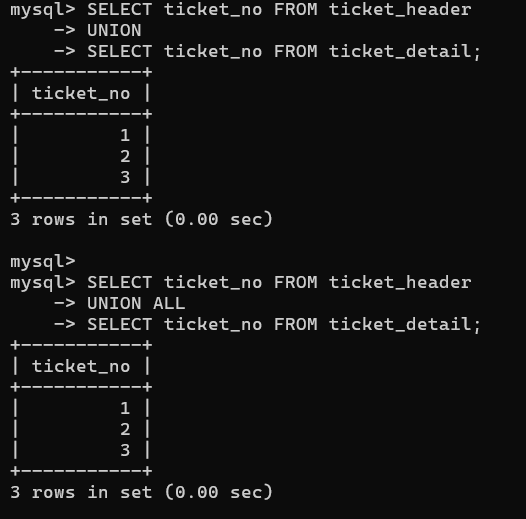 mysql> SELECT ticket_no FROM ticket_header
    -> UNION
    -> SELECT ticket_no FROM ticket_detail;
+-----------+
| ticket_no |
+-----------+
|         1 |
|         2 |
|         3 |
+-----------+
3 rows in set (0.00 sec)

mysql>
mysql> SELECT ticket_no FROM ticket_header
    -> UNION ALL
    -> SELECT ticket_no FROM ticket_detail;
+-----------+
| ticket_no |
+-----------+
|         1 |
|         2 |
|         3 |
+-----------+
3 rows in set (0.00 sec)